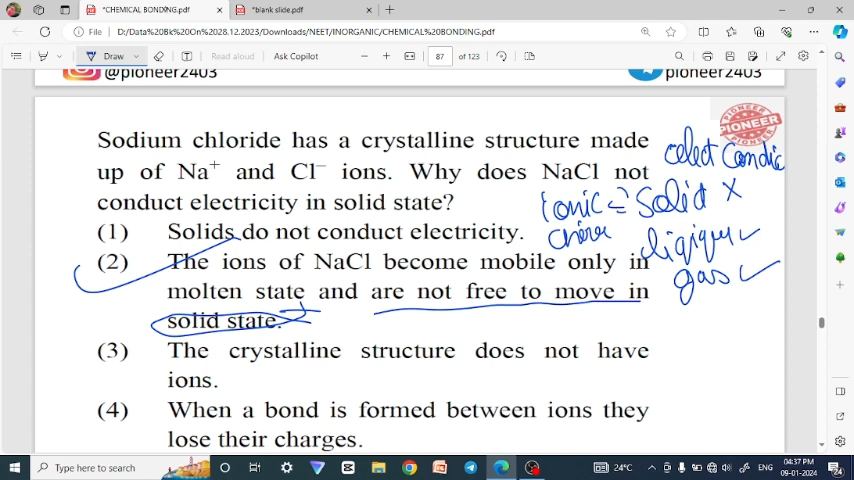 *CHEMICAL BONDING.pdf
*blank slide.pdf
File
D:/Data%20Bk%20On%2028.12.2023/Downloads/NEET/INORGANIC/CHEMICAL%20BONDING.pdf
Draw
Read aloud
Ask Copilot
87
of 123
@pioneer2403
pioneer2403
PIONEER
Sodium chloride has a crystalline structure made
up of Na+ and Cl− ions. Why does NaCl not
conduct electricity in solid state?
(1) Solids do not conduct electricity.
(2) The ions of NaCl become mobile only in
molten state and are not free to move in
solid state.
(3) The crystalline structure does not have
ions.
(4) When a bond is formed between ions they
lose their charges.
elect
ionic = solid X
gas ✓
Type here to search
24°C
ENG
04:37 PM
09-01-2024
24